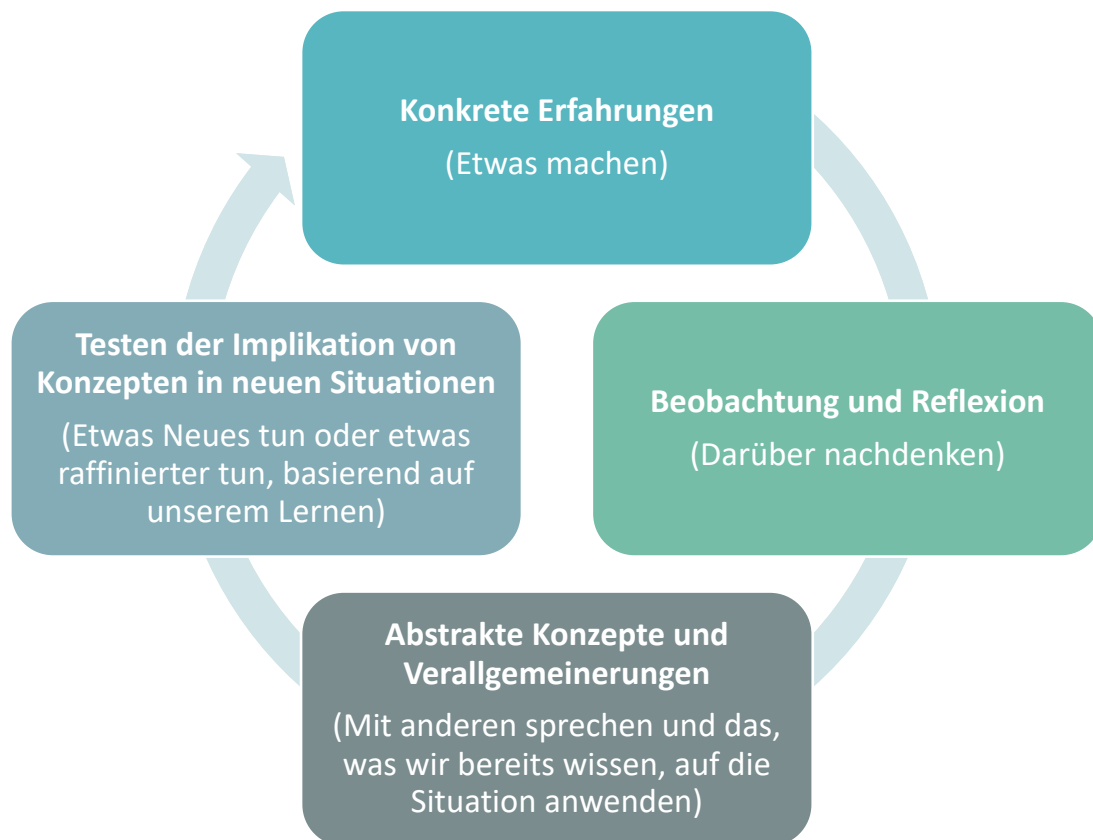 Konkrete Erfahrungen
(Etwas machen)
Beobachtung und Reflexion
(Darüber nachdenken)
Abstrakte Konzepte und
Verallgemeinerungen
(Mit anderen sprechen und das,
was wir bereits wissen, auf die
Situation anwenden)
Testen der Implikation von
Konzepten in neuen Situationen
(Etwas Neues tun oder etwas
raffinierter tun, basierend auf
unserem Lernen)